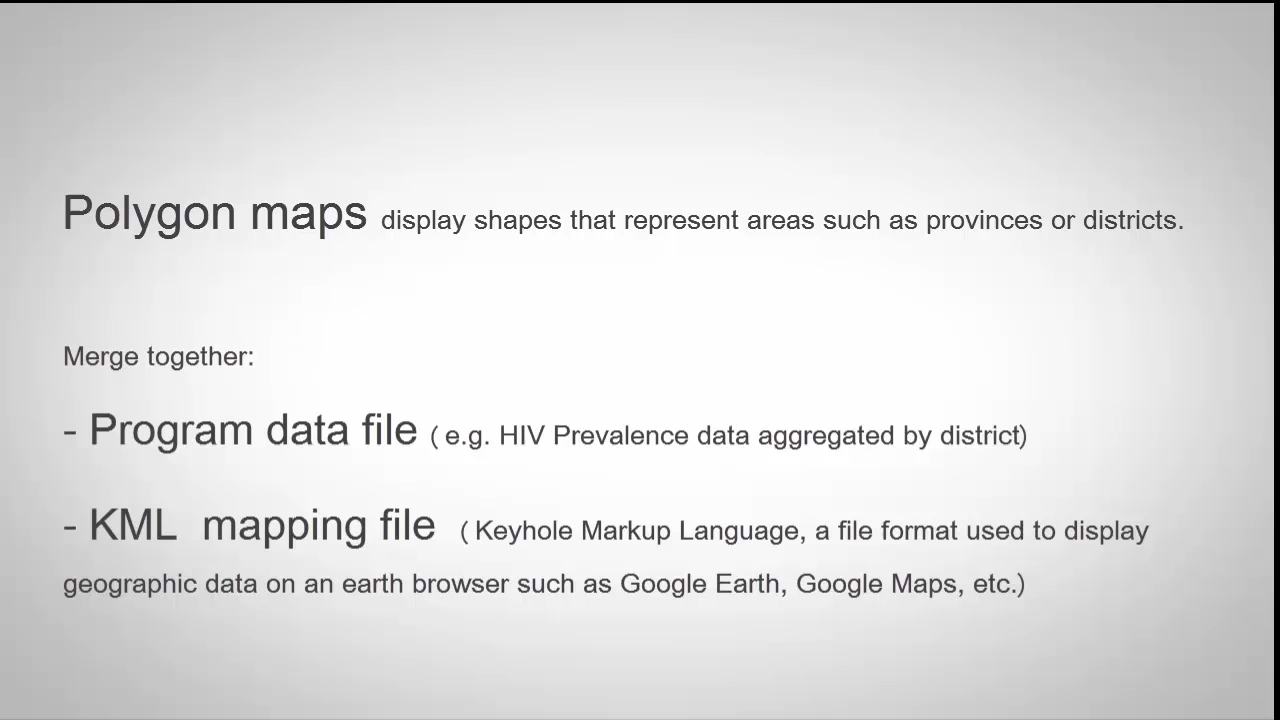 Polygon maps display shapes that represent areas such as provinces or districts.
Merge together:
- Program data file ( e.g. HIV Prevalence data aggregated by district)
- KML  mapping file  ( Keyhole Markup Language, a file format used to display
geographic data on an earth browser such as Google Earth, Google Maps, etc.)